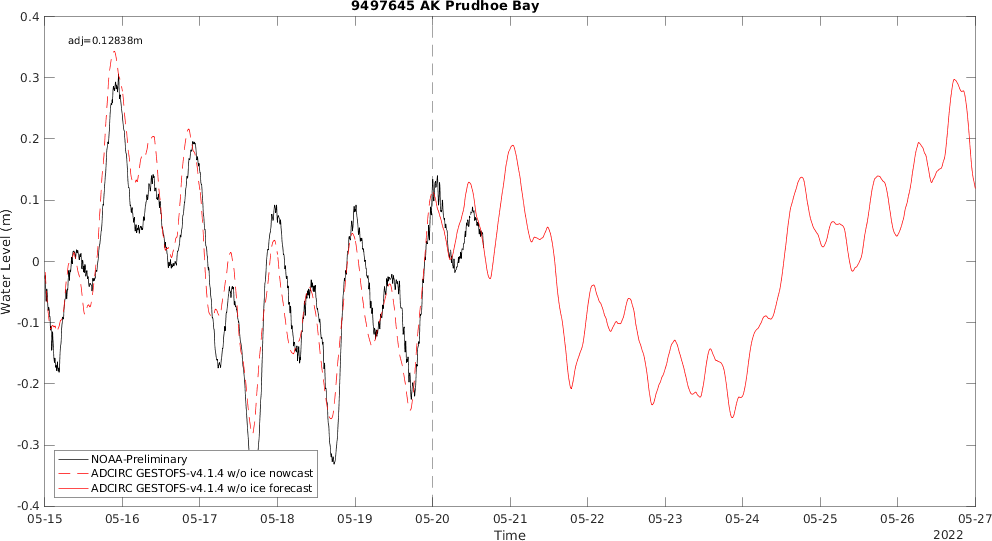 9497645 AK Prudhoe Bay
adj=0.12838m
0.4
0.3
0.2
0.1
0
-0.1
-0.2
-0.3
-0.4
Water Level (m)
NOAA-Preliminary
ADCIRC GESTOFS-v4.1.4 w/o ice nowcast
ADCIRC GESTOFS-v4.1.4 w/o ice forecast
05-15 05-16 05-17 05-18 05-19 05-20 05-21 05-22 05-23 05-24 05-25 05-26 05-27
Time
2022